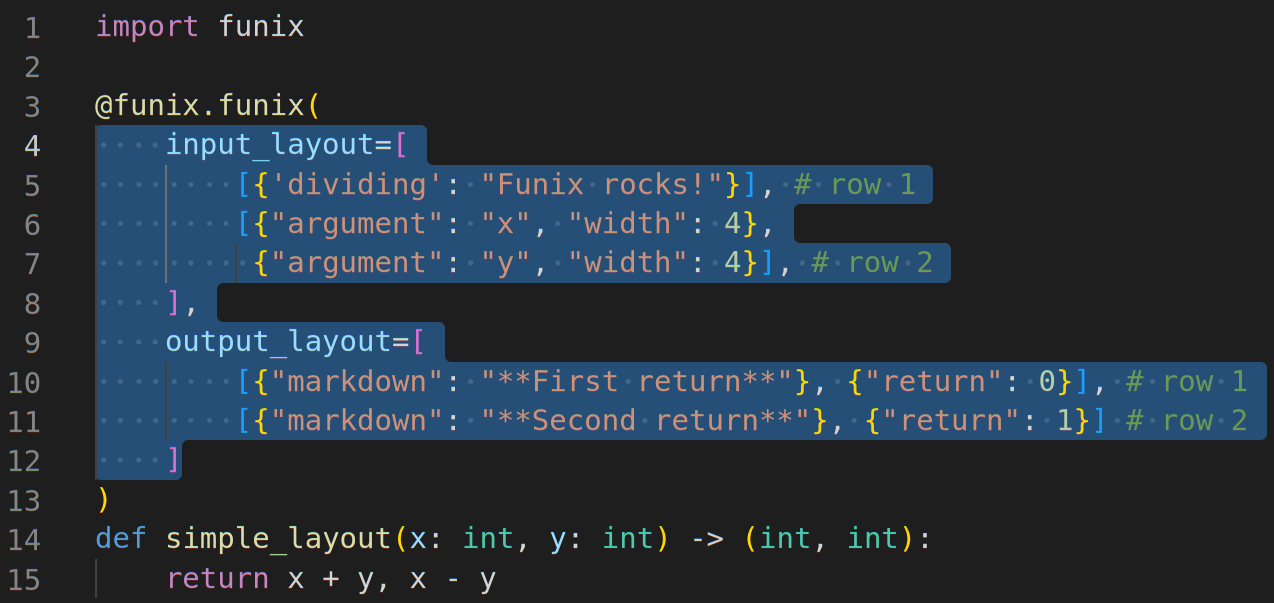 1 import funix
2
3 @funix.funix(
4     input_layout=[
5         [{'dividing': "Funix rocks!"}], # row 1
6         [{"argument": "x", "width": 4},
7          {"argument": "y", "width": 4}], # row 2
8     ],
9     output_layout=[
10         [{"markdown": "**First return**"}, {"return": 0}], # row 1
11         [{"markdown": "**Second return**"}, {"return": 1}] # row 2
12     ]
13 )
14 def simple_layout(x: int, y: int) -> (int, int):
15     return x + y, x - y